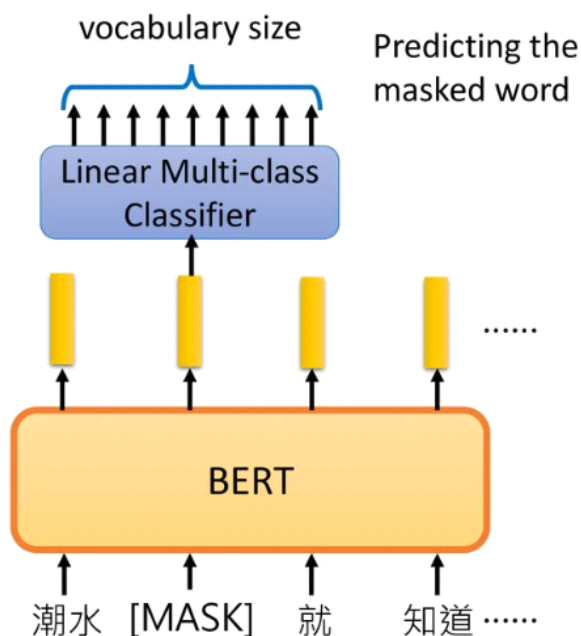 vocabulary size
Predicting the
masked word
Linear Multi-class
Classifier
......
BERT
潮水 [MASK] 就 知道 ......